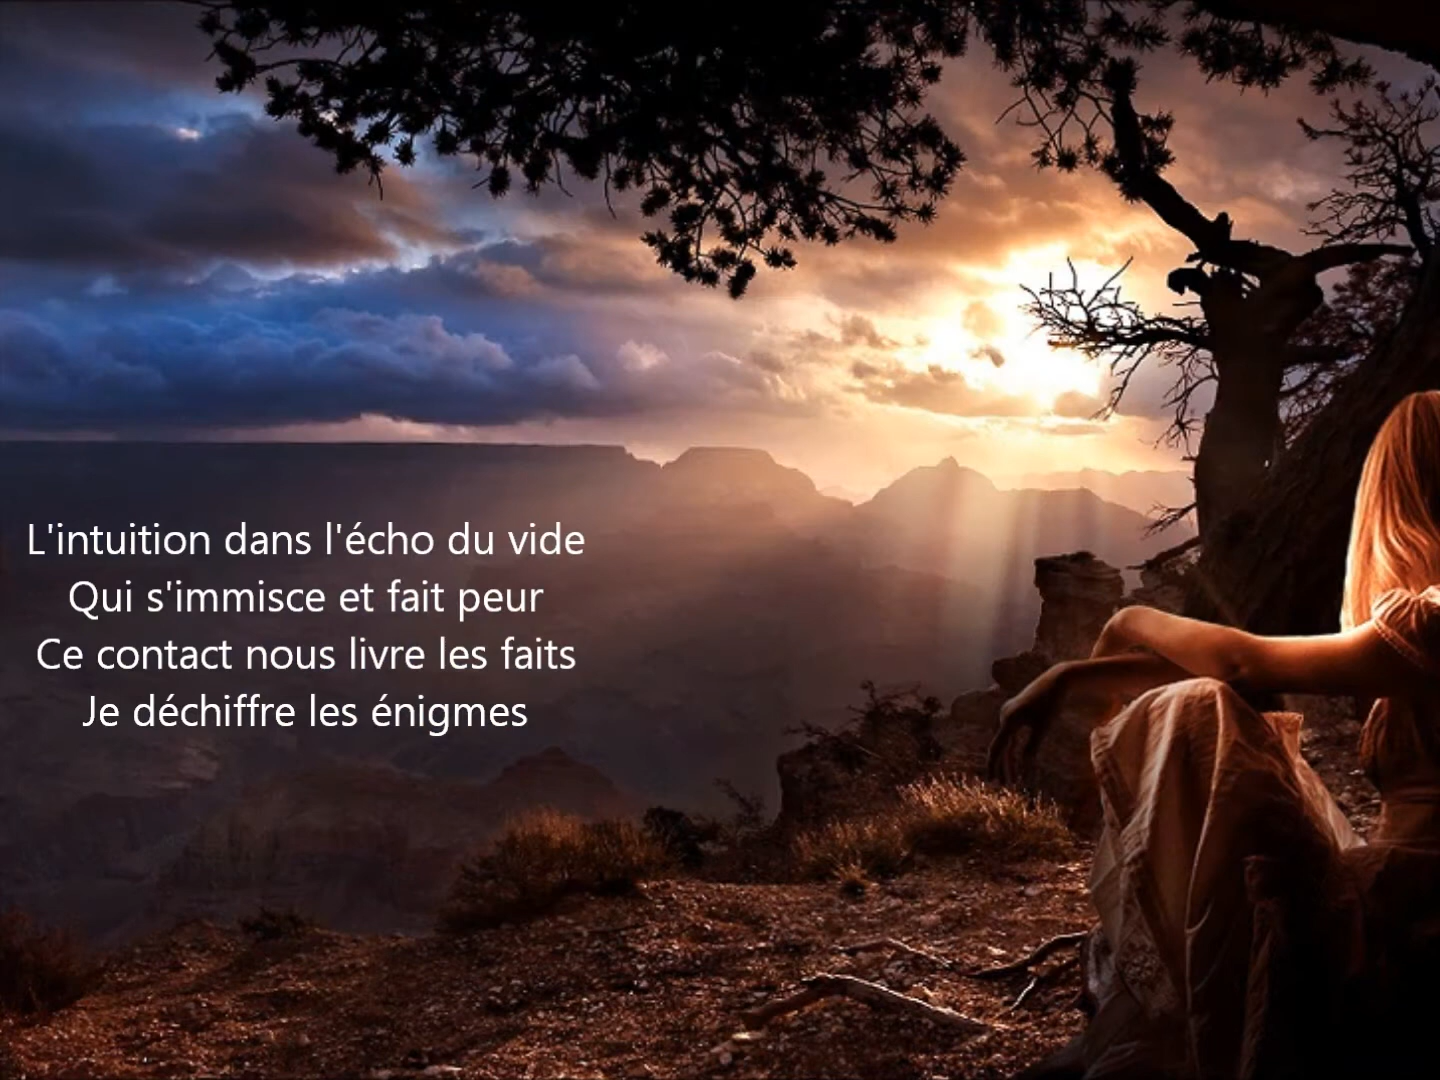 L'intuition dans l'écho du vide
Qui s'immisce et fait peur
Ce contact nous livre les faits
Je déchiffre les énigmes